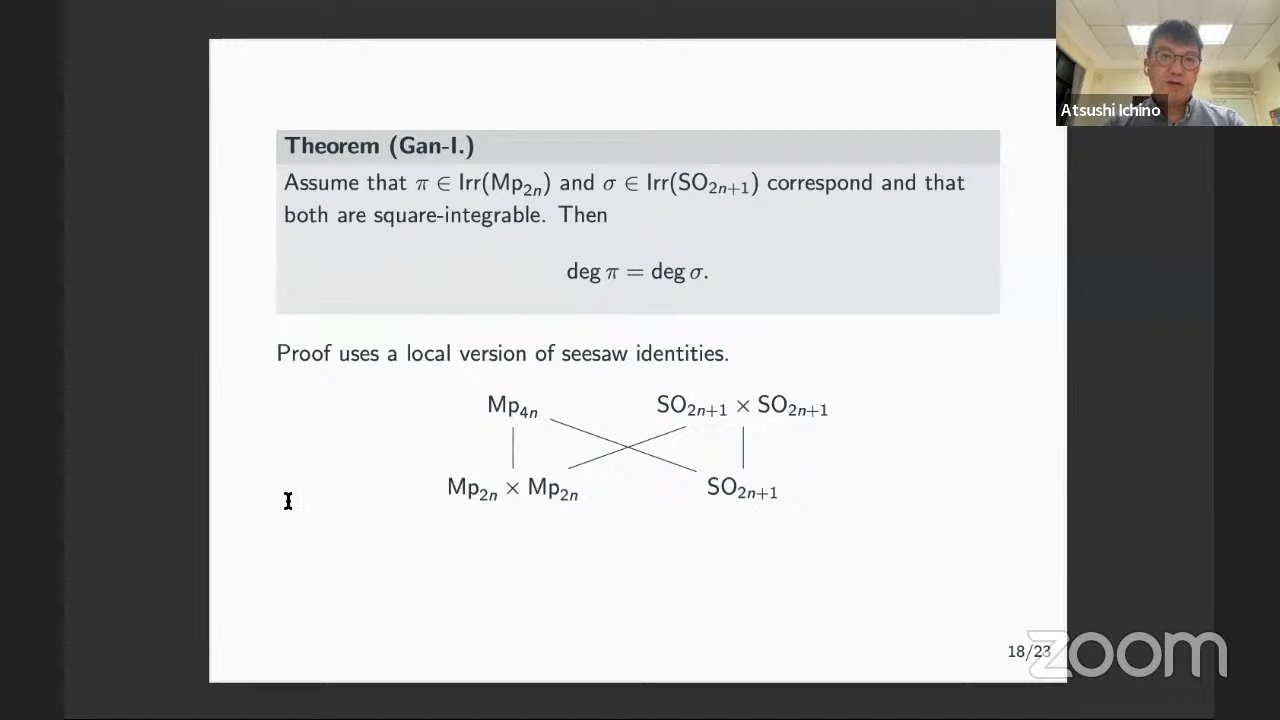 Atsushi Ichino
Theorem (Gan-I.)
Assume that π ∈ Irr(Mp₂ₙ) and σ ∈ Irr(SO₂ₙ₊₁) correspond and that
both are square-integrable. Then
deg π = deg σ.
Proof uses a local version of seesaw identities.
Mp₄ₙ SO₂ₙ₊₁ × SO₂ₙ₊₁
Mp₂ₙ × Mp₂ₙ SO₂ₙ₊₁
18/23
zoom